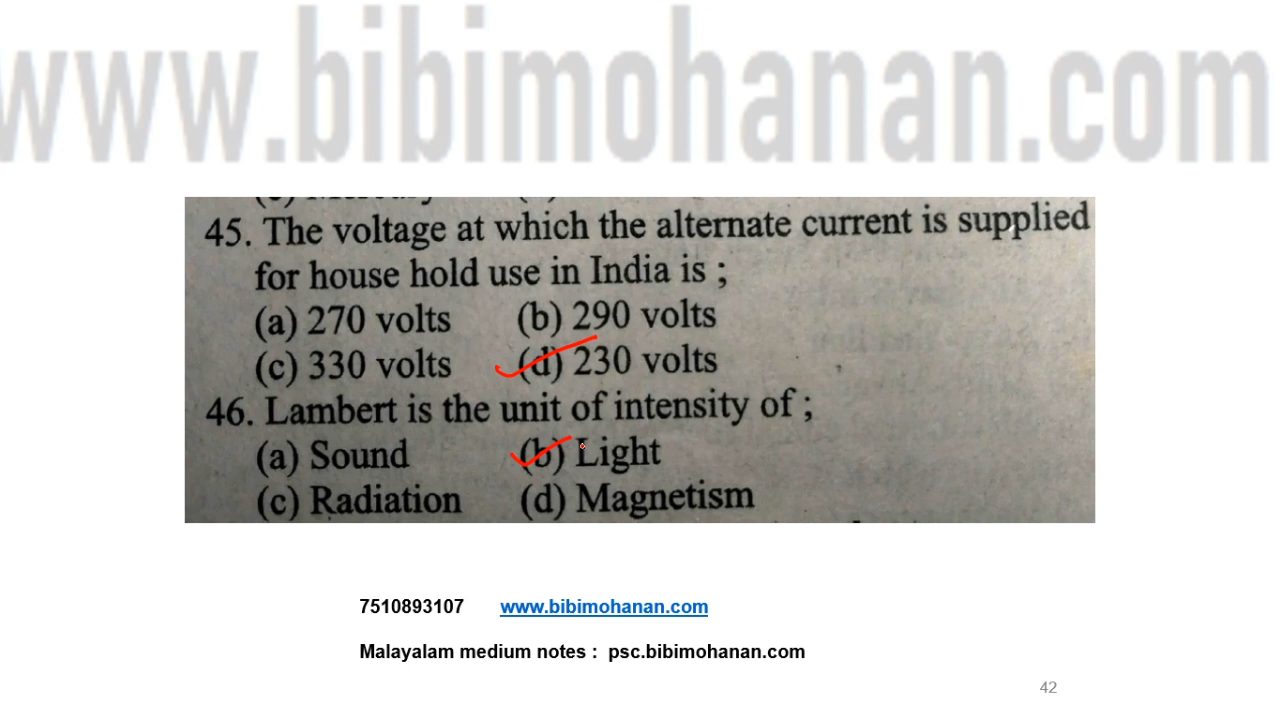 www.bibimohanan.com
45. The voltage at which the alternate current is supplied
for house hold use in India is ;
(a) 270 volts (b) 290 volts
(c) 330 volts (d) 230 volts
46. Lambert is the unit of intensity of ;
(a) Sound (b) Light
(c) Radiation (d) Magnetism
7510893107 www.bibimohanan.com
Malayalam medium notes : psc.bibimohanan.com
42